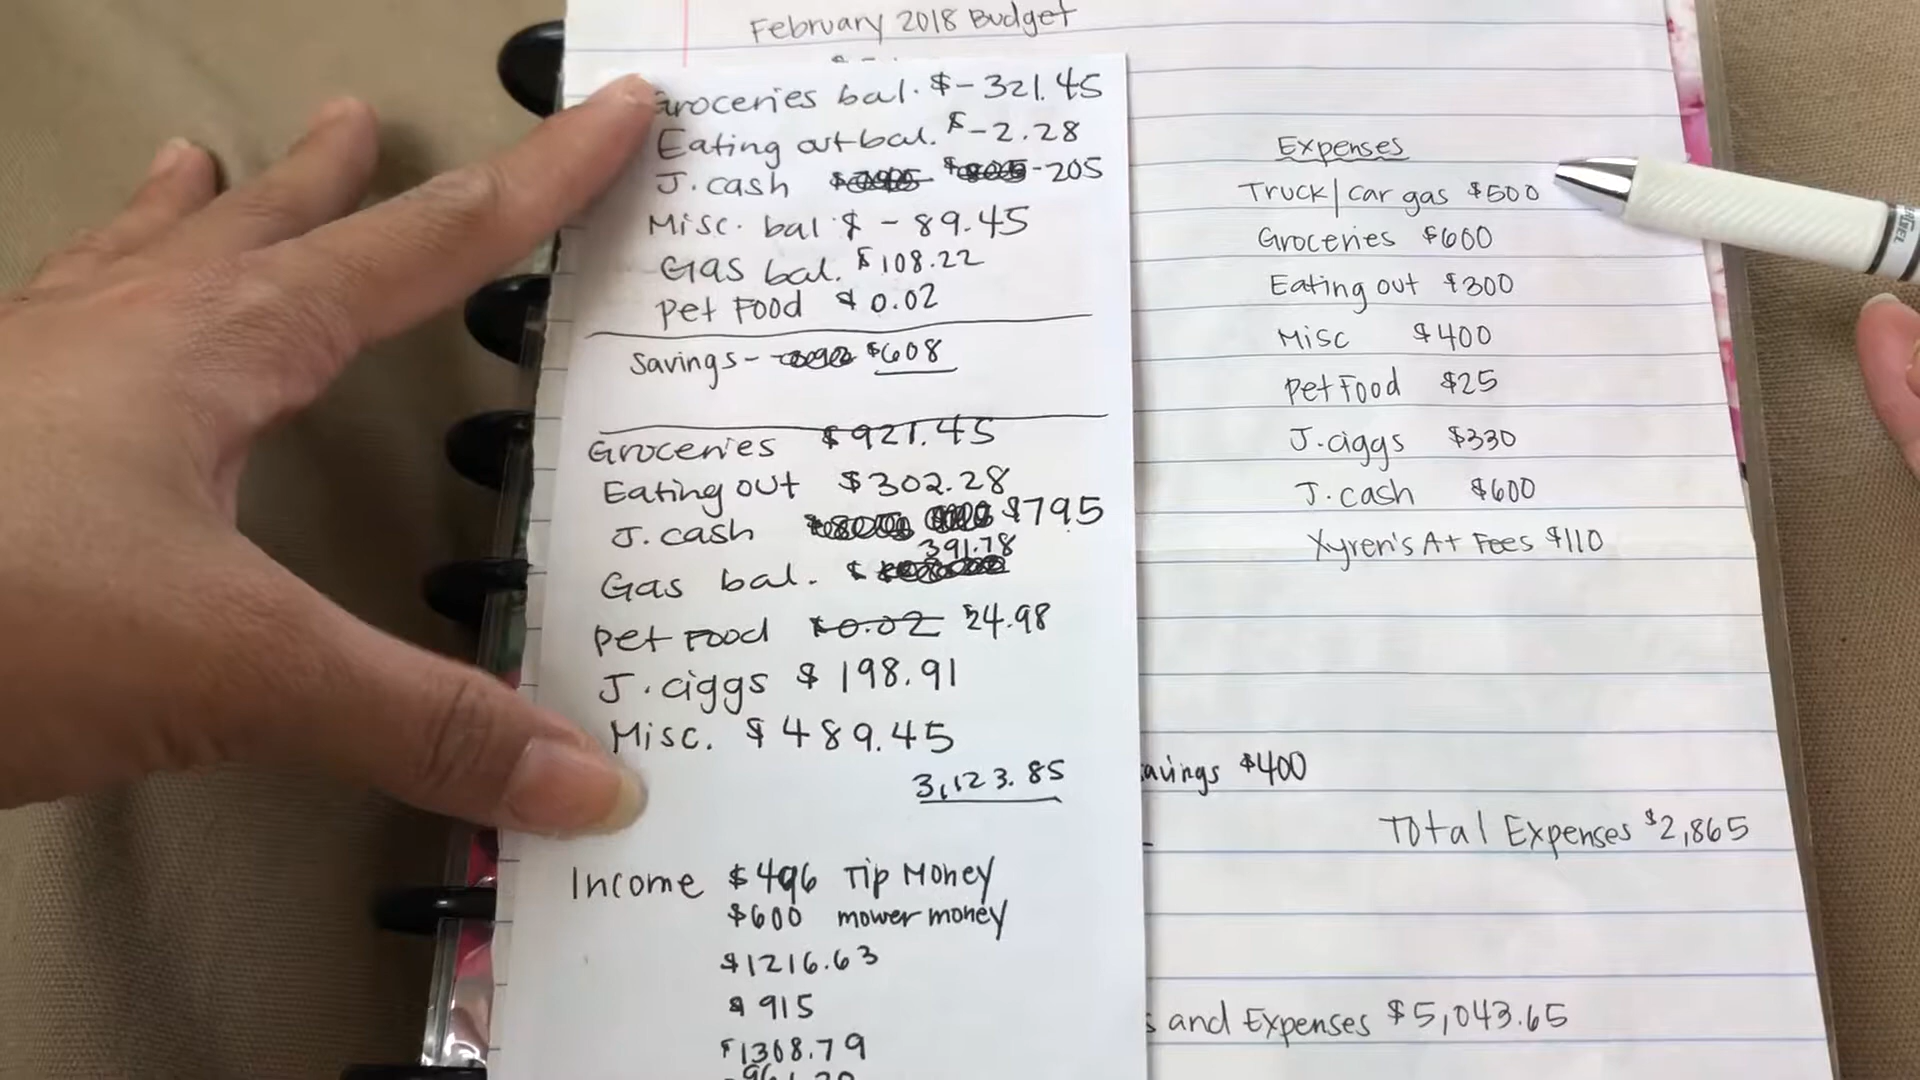 February 2018 Budget
Groceries bal. $-321.45
Eating out bal. $-2.28
J. cash -205
Misc. bal $ -89.45
Gas bal. $108.22
Pet Food $0.02
Savings - $608
Groceries $921.45
Eating out $302.28
J. cash $795
391.78
Gas bal. $
Pet Food $0.02 24.98
J. ciggs $198.91
Misc. $489.45
3,123.85
Income $496 Tip Money
$600 mower money
$1216.63
$915
$1308.79
Expenses
Truck/car gas $500
Groceries $600
Eating out $300
Misc $400
Pet Food $25
J. ciggs $330
J. cash $600
Xyren's A+ Fees $110
avings $400
Total Expenses $2,865
s and Expenses $5,043.65